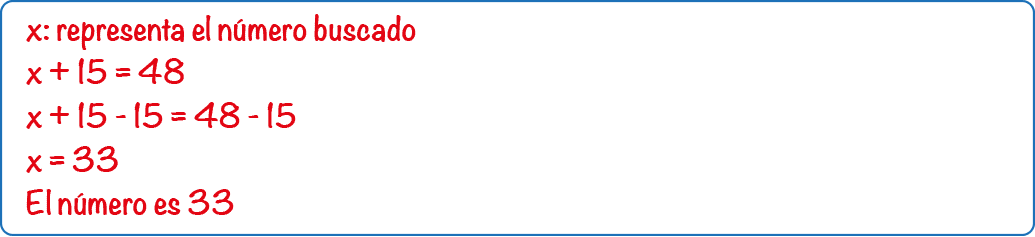 x: representa el número buscado
x + 15 = 48
x + 15 - 15 = 48 - 15
x = 33
El número es 33